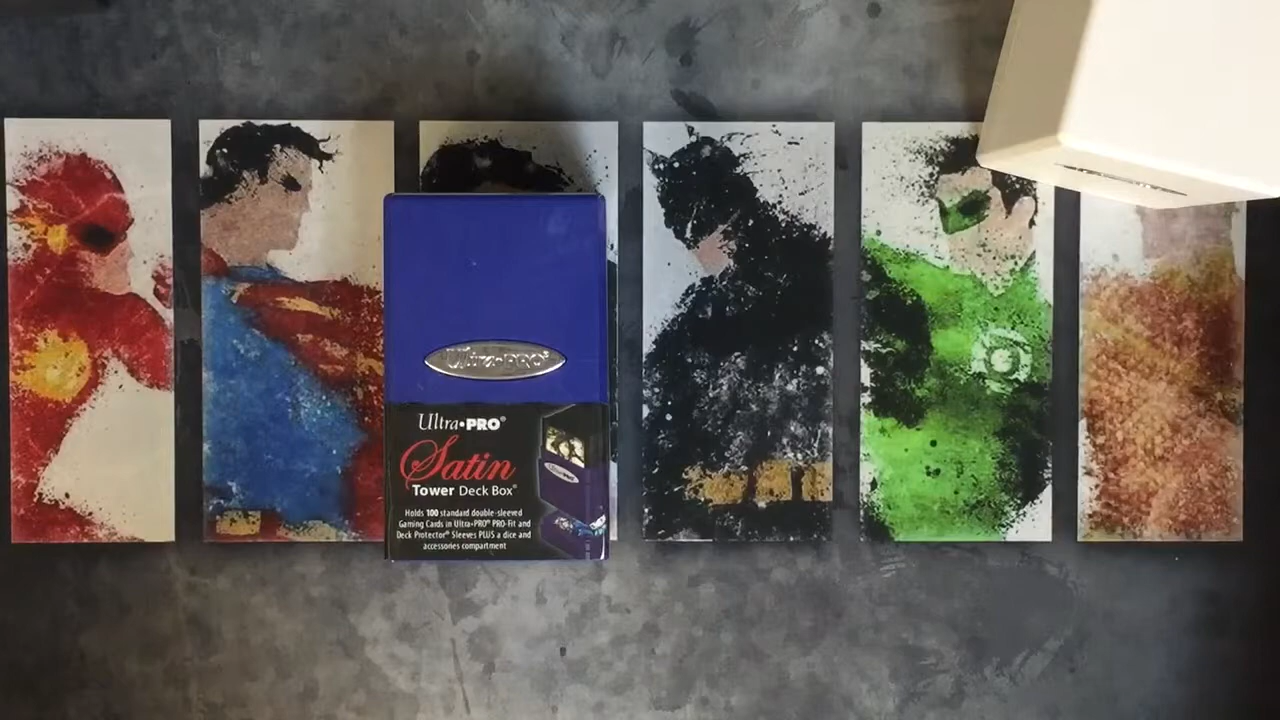 Ultra•PRO®
Ultra•PRO®
Satin
Tower Deck Box®
Holds 100 standard double-sleeved
Gaming Cards in Ultra•PRO® PRO-Fit and
Deck Protector® Sleeves PLUS a dice and
accessories compartment